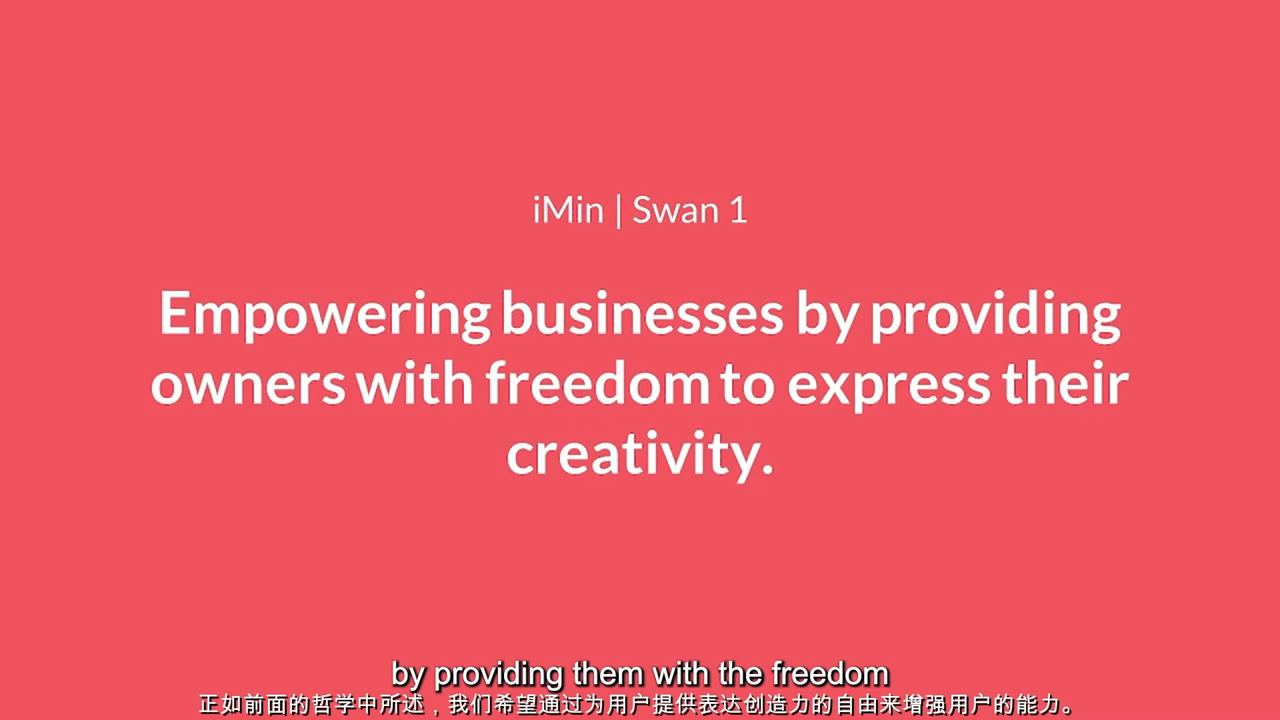 iMin | Swan 1
Empowering businesses by providing
owners with freedom to express their
creativity.
by providing them with the freedom
正如前面的哲学中所述，我们希望通过为用户提供表达创造力的自由来增强用户的能力。